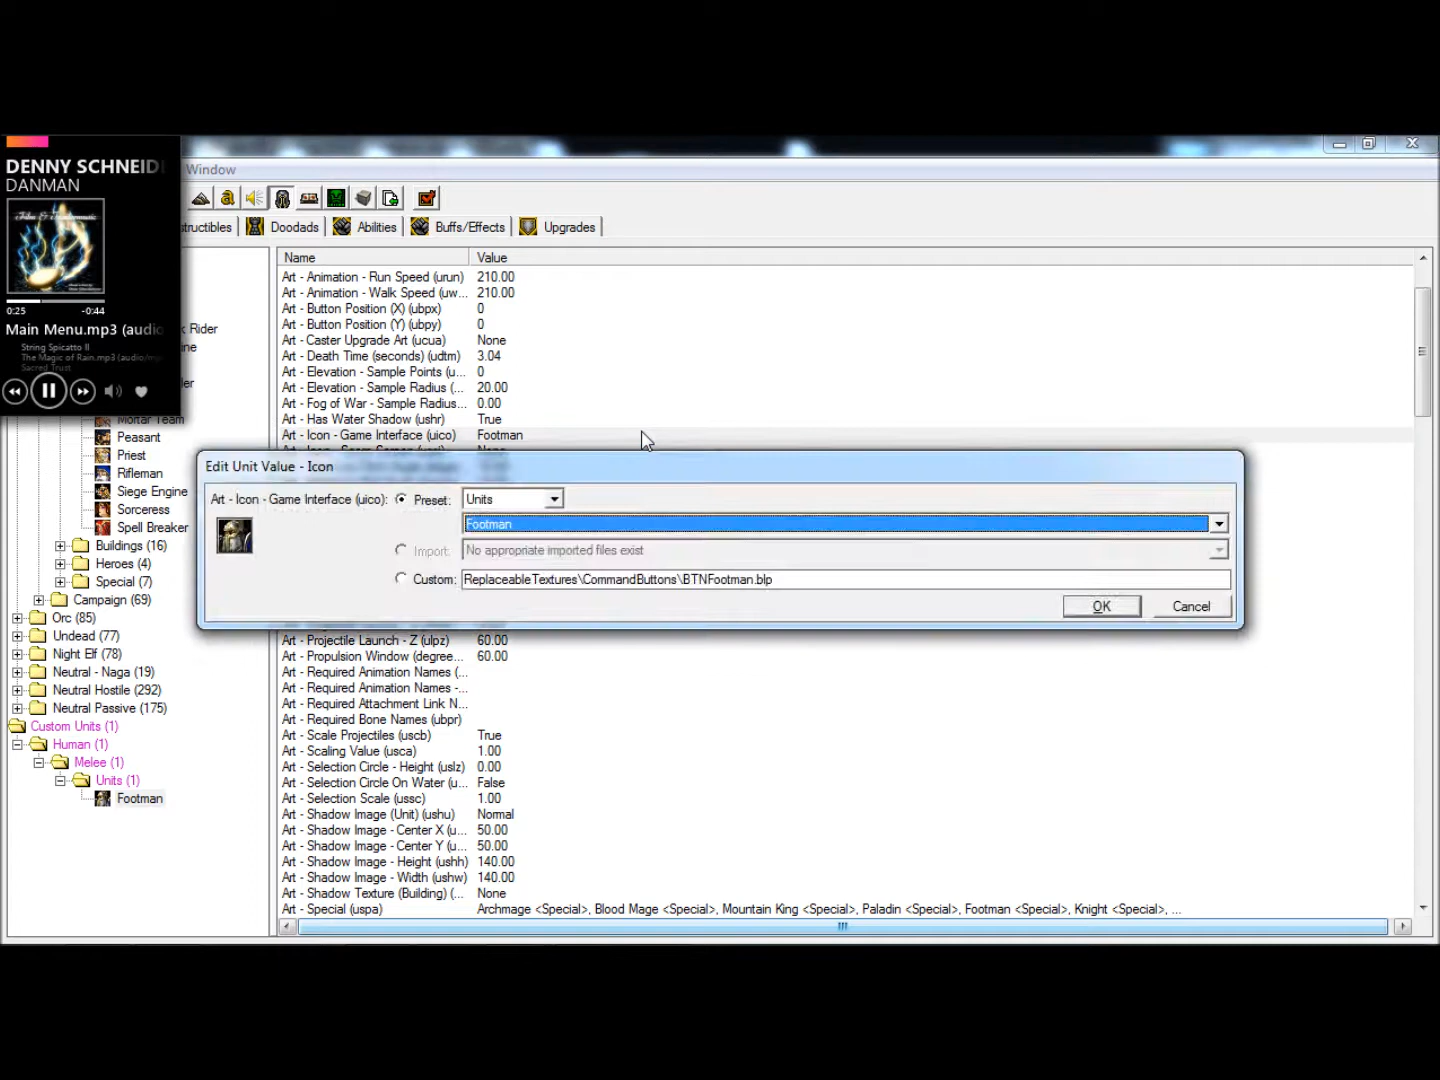 DENNY SCHNEID
DANMAN
0:25 -0:44
Main Menu.mp3 (audio
String Spicatto II
The Magic of Rain.mp3 (audio/mp
Sacred Trust
Window
structibles Doodads Abilities Buffs/Effects Upgrades
k Rider
ine
ler
Mortar Team
Peasant
Priest
Rifleman
Siege Engine
Sorceress
Spell Breaker
Buildings (16)
Heroes (4)
Special (7)
Campaign (69)
Orc (85)
Undead (77)
Night Elf (78)
Neutral - Naga (19)
Neutral Hostile (292)
Neutral Passive (175)
Custom Units (1)
Human (1)
Melee (1)
Units (1)
Footman
Name Value
Art - Animation - Run Speed (urun) 210.00
Art - Animation - Walk Speed (uw... 210.00
Art - Button Position (X) (ubpx) 0
Art - Button Position (Y) (ubpy) 0
Art - Caster Upgrade Art (ucua) None
Art - Death Time (seconds) (udtm) 3.04
Art - Elevation - Sample Points (u... 0
Art - Elevation - Sample Radius (... 20.00
Art - Fog of War - Sample Radius... 0.00
Art - Has Water Shadow (ushr) True
Art - Icon - Game Interface (uico) Footman
Edit Unit Value - Icon
Art - Icon - Game Interface (uico): Preset: Units
Footman
Import: No appropriate imported files exist
Custom: ReplaceableTextures\CommandButtons\BTNFootman.blp
OK Cancel
Art - Projectile Launch - Z (ulpz) 60.00
Art - Propulsion Window (degree... 60.00
Art - Required Animation Names (...
Art - Required Animation Names -...
Art - Required Attachment Link N...
Art - Required Bone Names (ubpr)
Art - Scale Projectiles (uscb) True
Art - Scaling Value (usca) 1.00
Art - Selection Circle - Height (uslz) 0.00
Art - Selection Circle On Water (u... False
Art - Selection Scale (ussc) 1.00
Art - Shadow Image (Unit) (ushu) Normal
Art - Shadow Image - Center X (u... 50.00
Art - Shadow Image - Center Y (u... 50.00
Art - Shadow Image - Height (ushh) 140.00
Art - Shadow Image - Width (ushw) 140.00
Art - Shadow Texture (Building) (... None
Art - Special (uspa) Archmage <Special>, Blood Mage <Special>, Mountain King <Special>, Paladin <Special>, Footman <Special>, Knight <Special>, ...